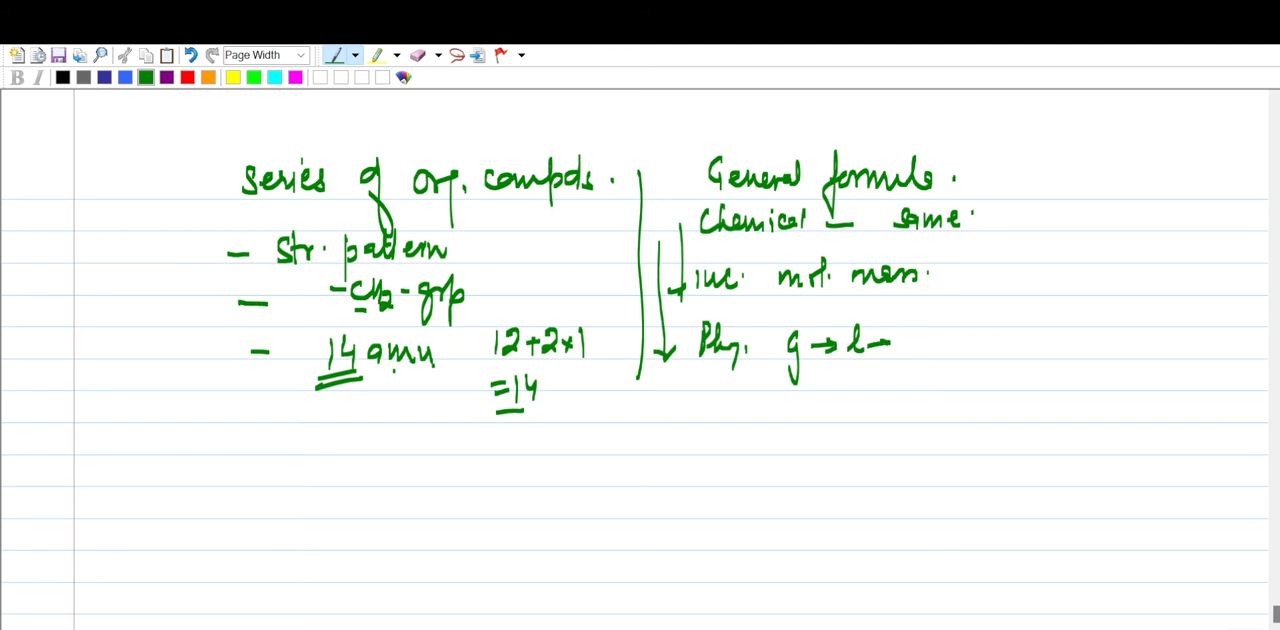 Page Width
B I
Series of org. compds.
- Str. pattern
- -CH2-grp
- 14 amu 12+2×1
=14
General formula.
Chemical - same.
Inc. mol. mass.
Phy. g → l →